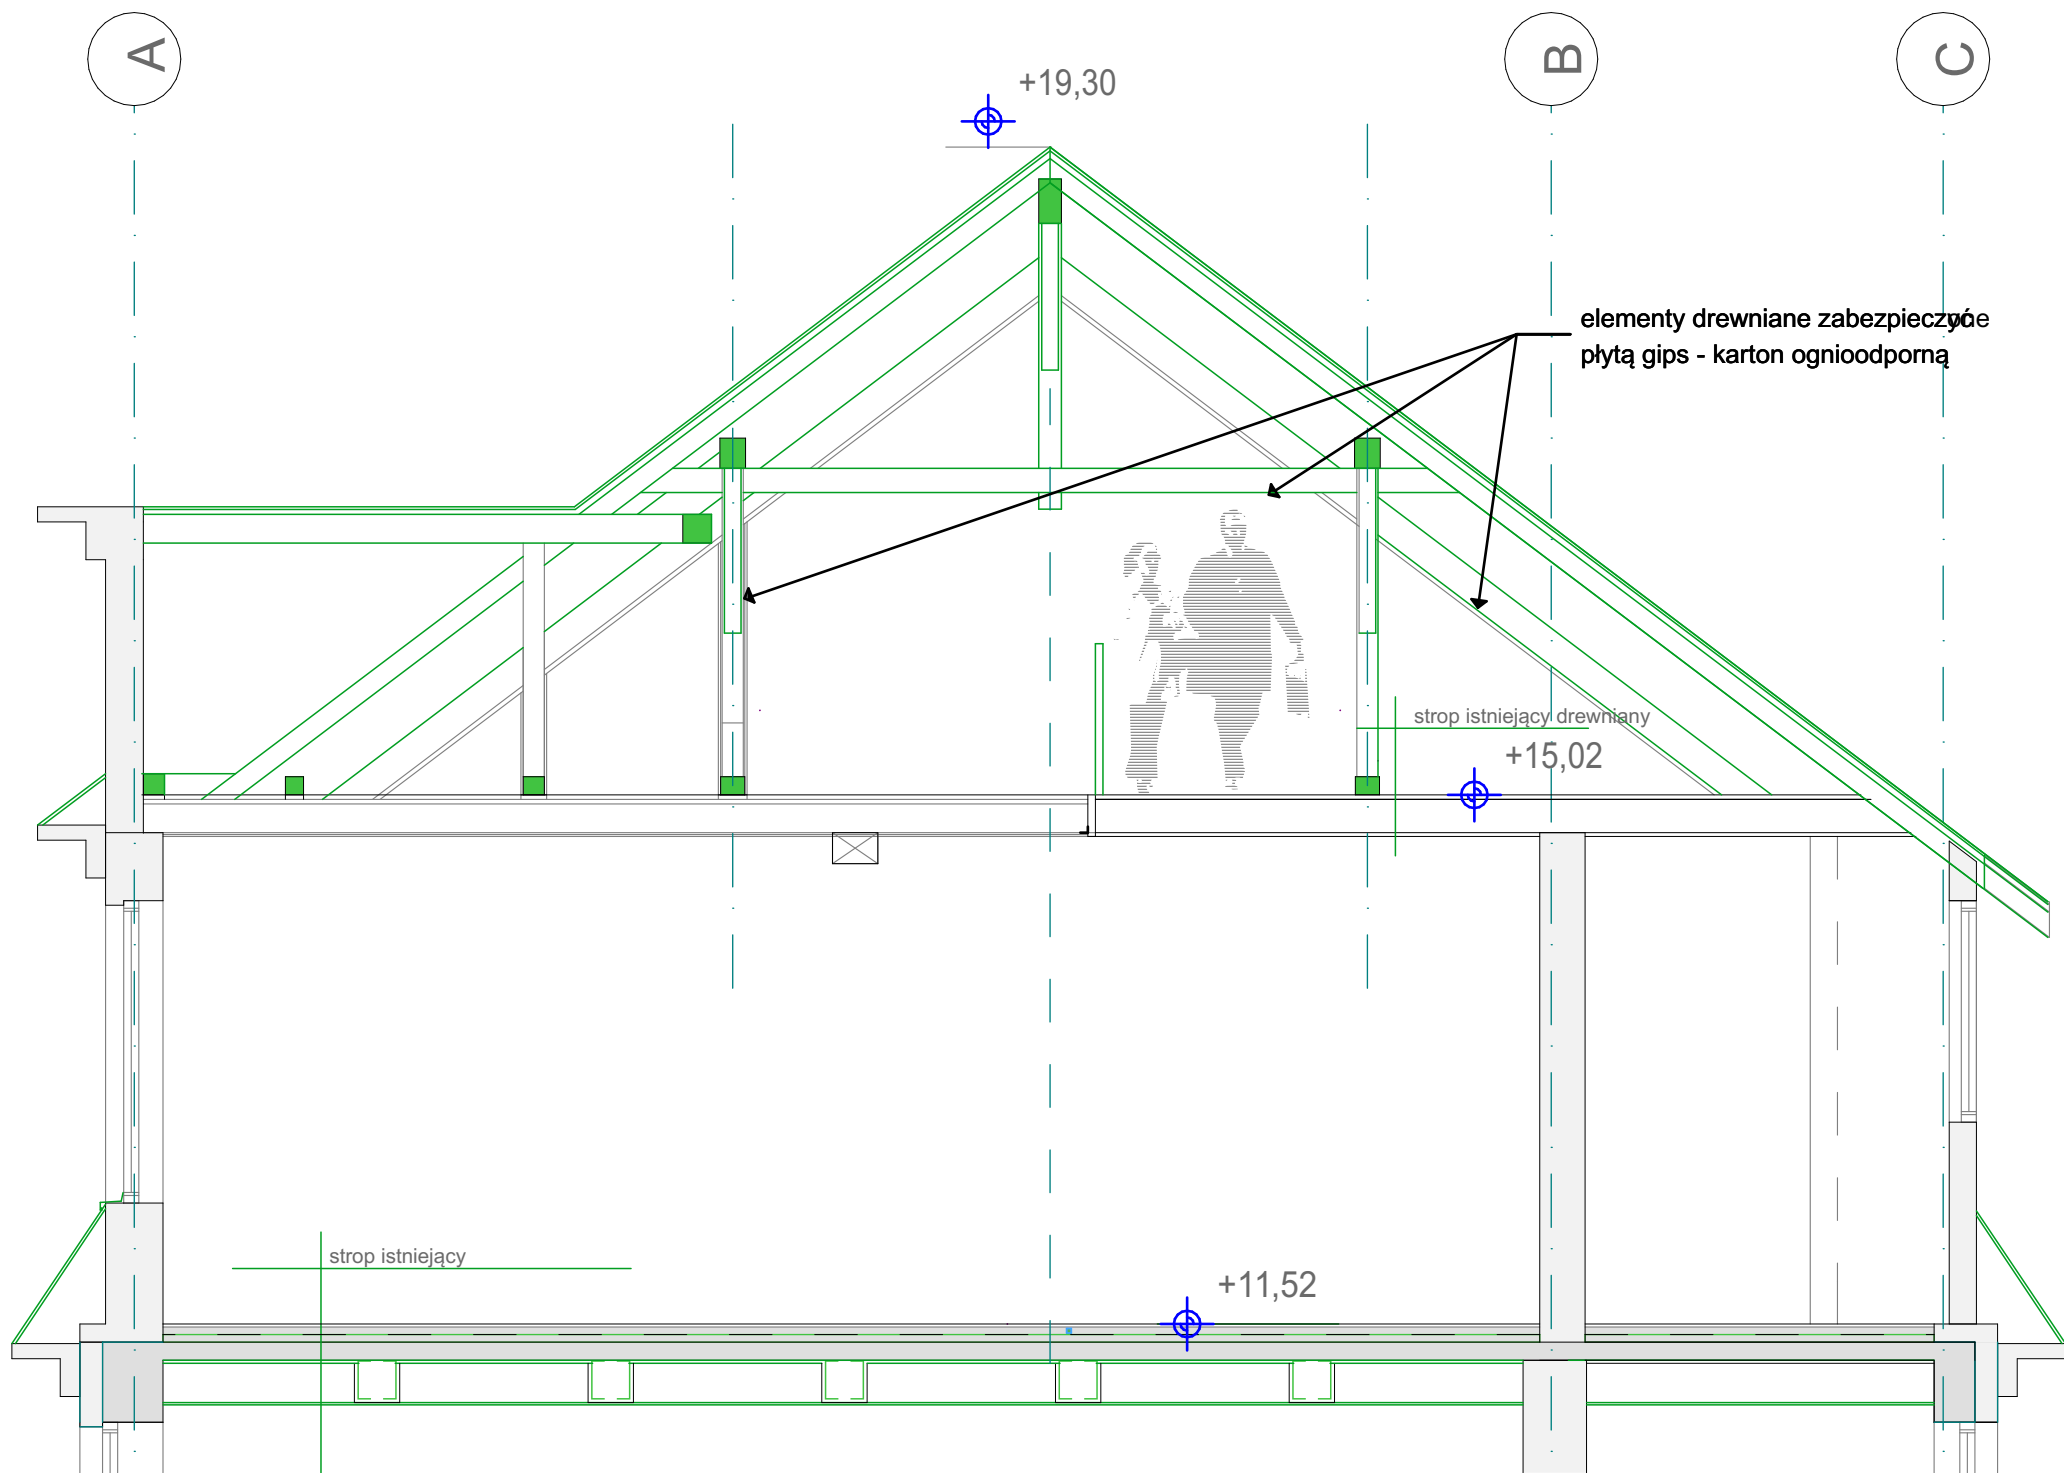 A
B
C
+19,30
elementy drewniane zabezpieczyć
płytą gips - karton ognioodporną
strop istniejący drewniany
+15,02
strop istniejący
+11,52